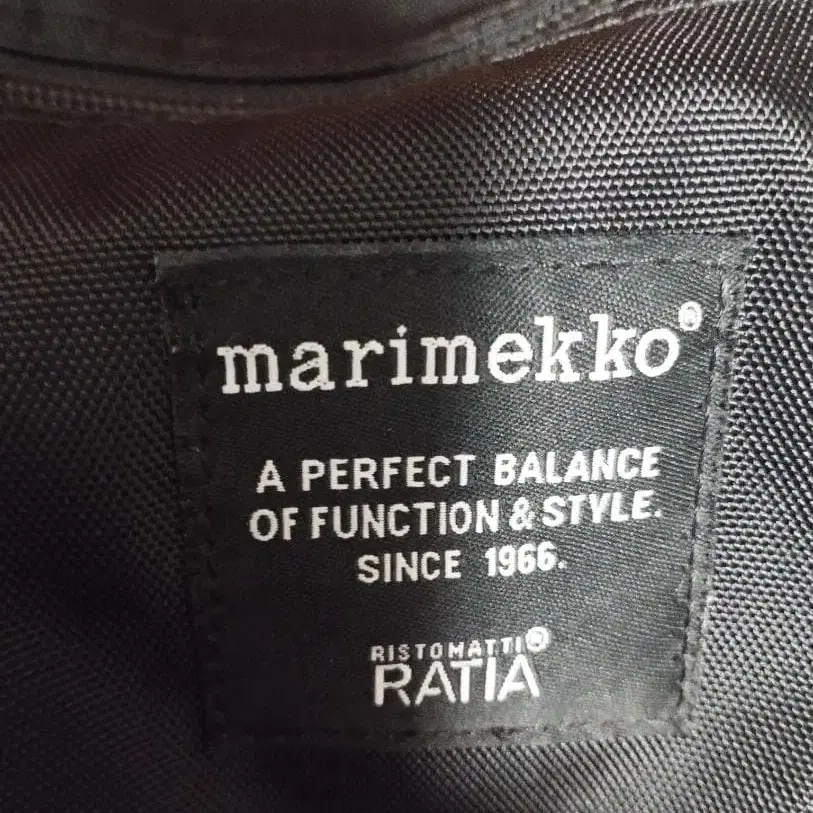 marimekko®
A PERFECT BALANCE
OF FUNCTION & STYLE.
SINCE 1966.
RISTOMATTI®
RATIA